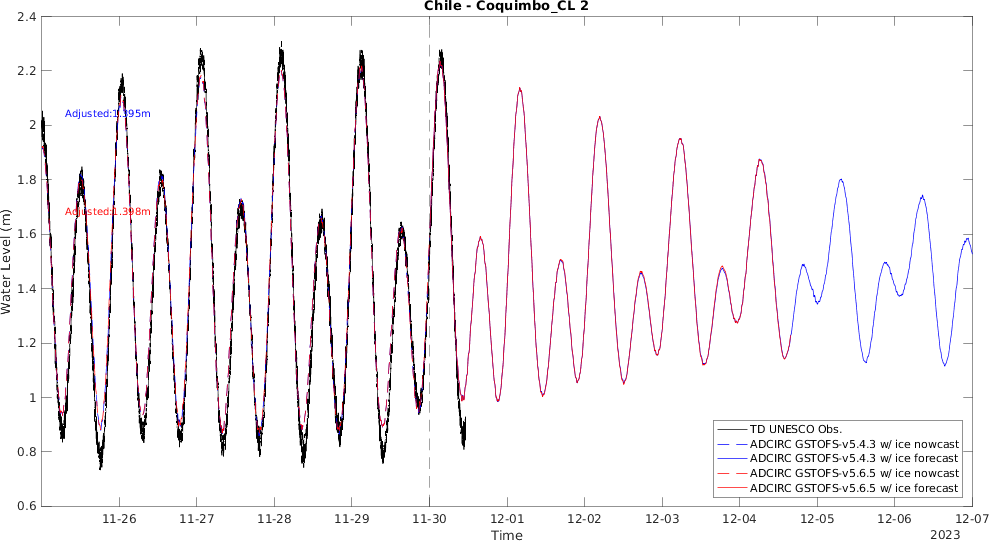 Chile - Coquimbo_CL 2
Water Level (m)
2.4
2.2
2
1.8
1.6
1.4
1.2
1
0.8
0.6
Adjusted:1.395m
Adjusted:1.398m
TD UNESCO Obs.
ADCIRC GSTOFS-v5.4.3 w/ ice nowcast
ADCIRC GSTOFS-v5.4.3 w/ ice forecast
ADCIRC GSTOFS-v5.6.5 w/ ice nowcast
ADCIRC GSTOFS-v5.6.5 w/ ice forecast
11-26 11-27 11-28 11-29 11-30 12-01 12-02 12-03 12-04 12-05 12-06 12-07
Time
2023